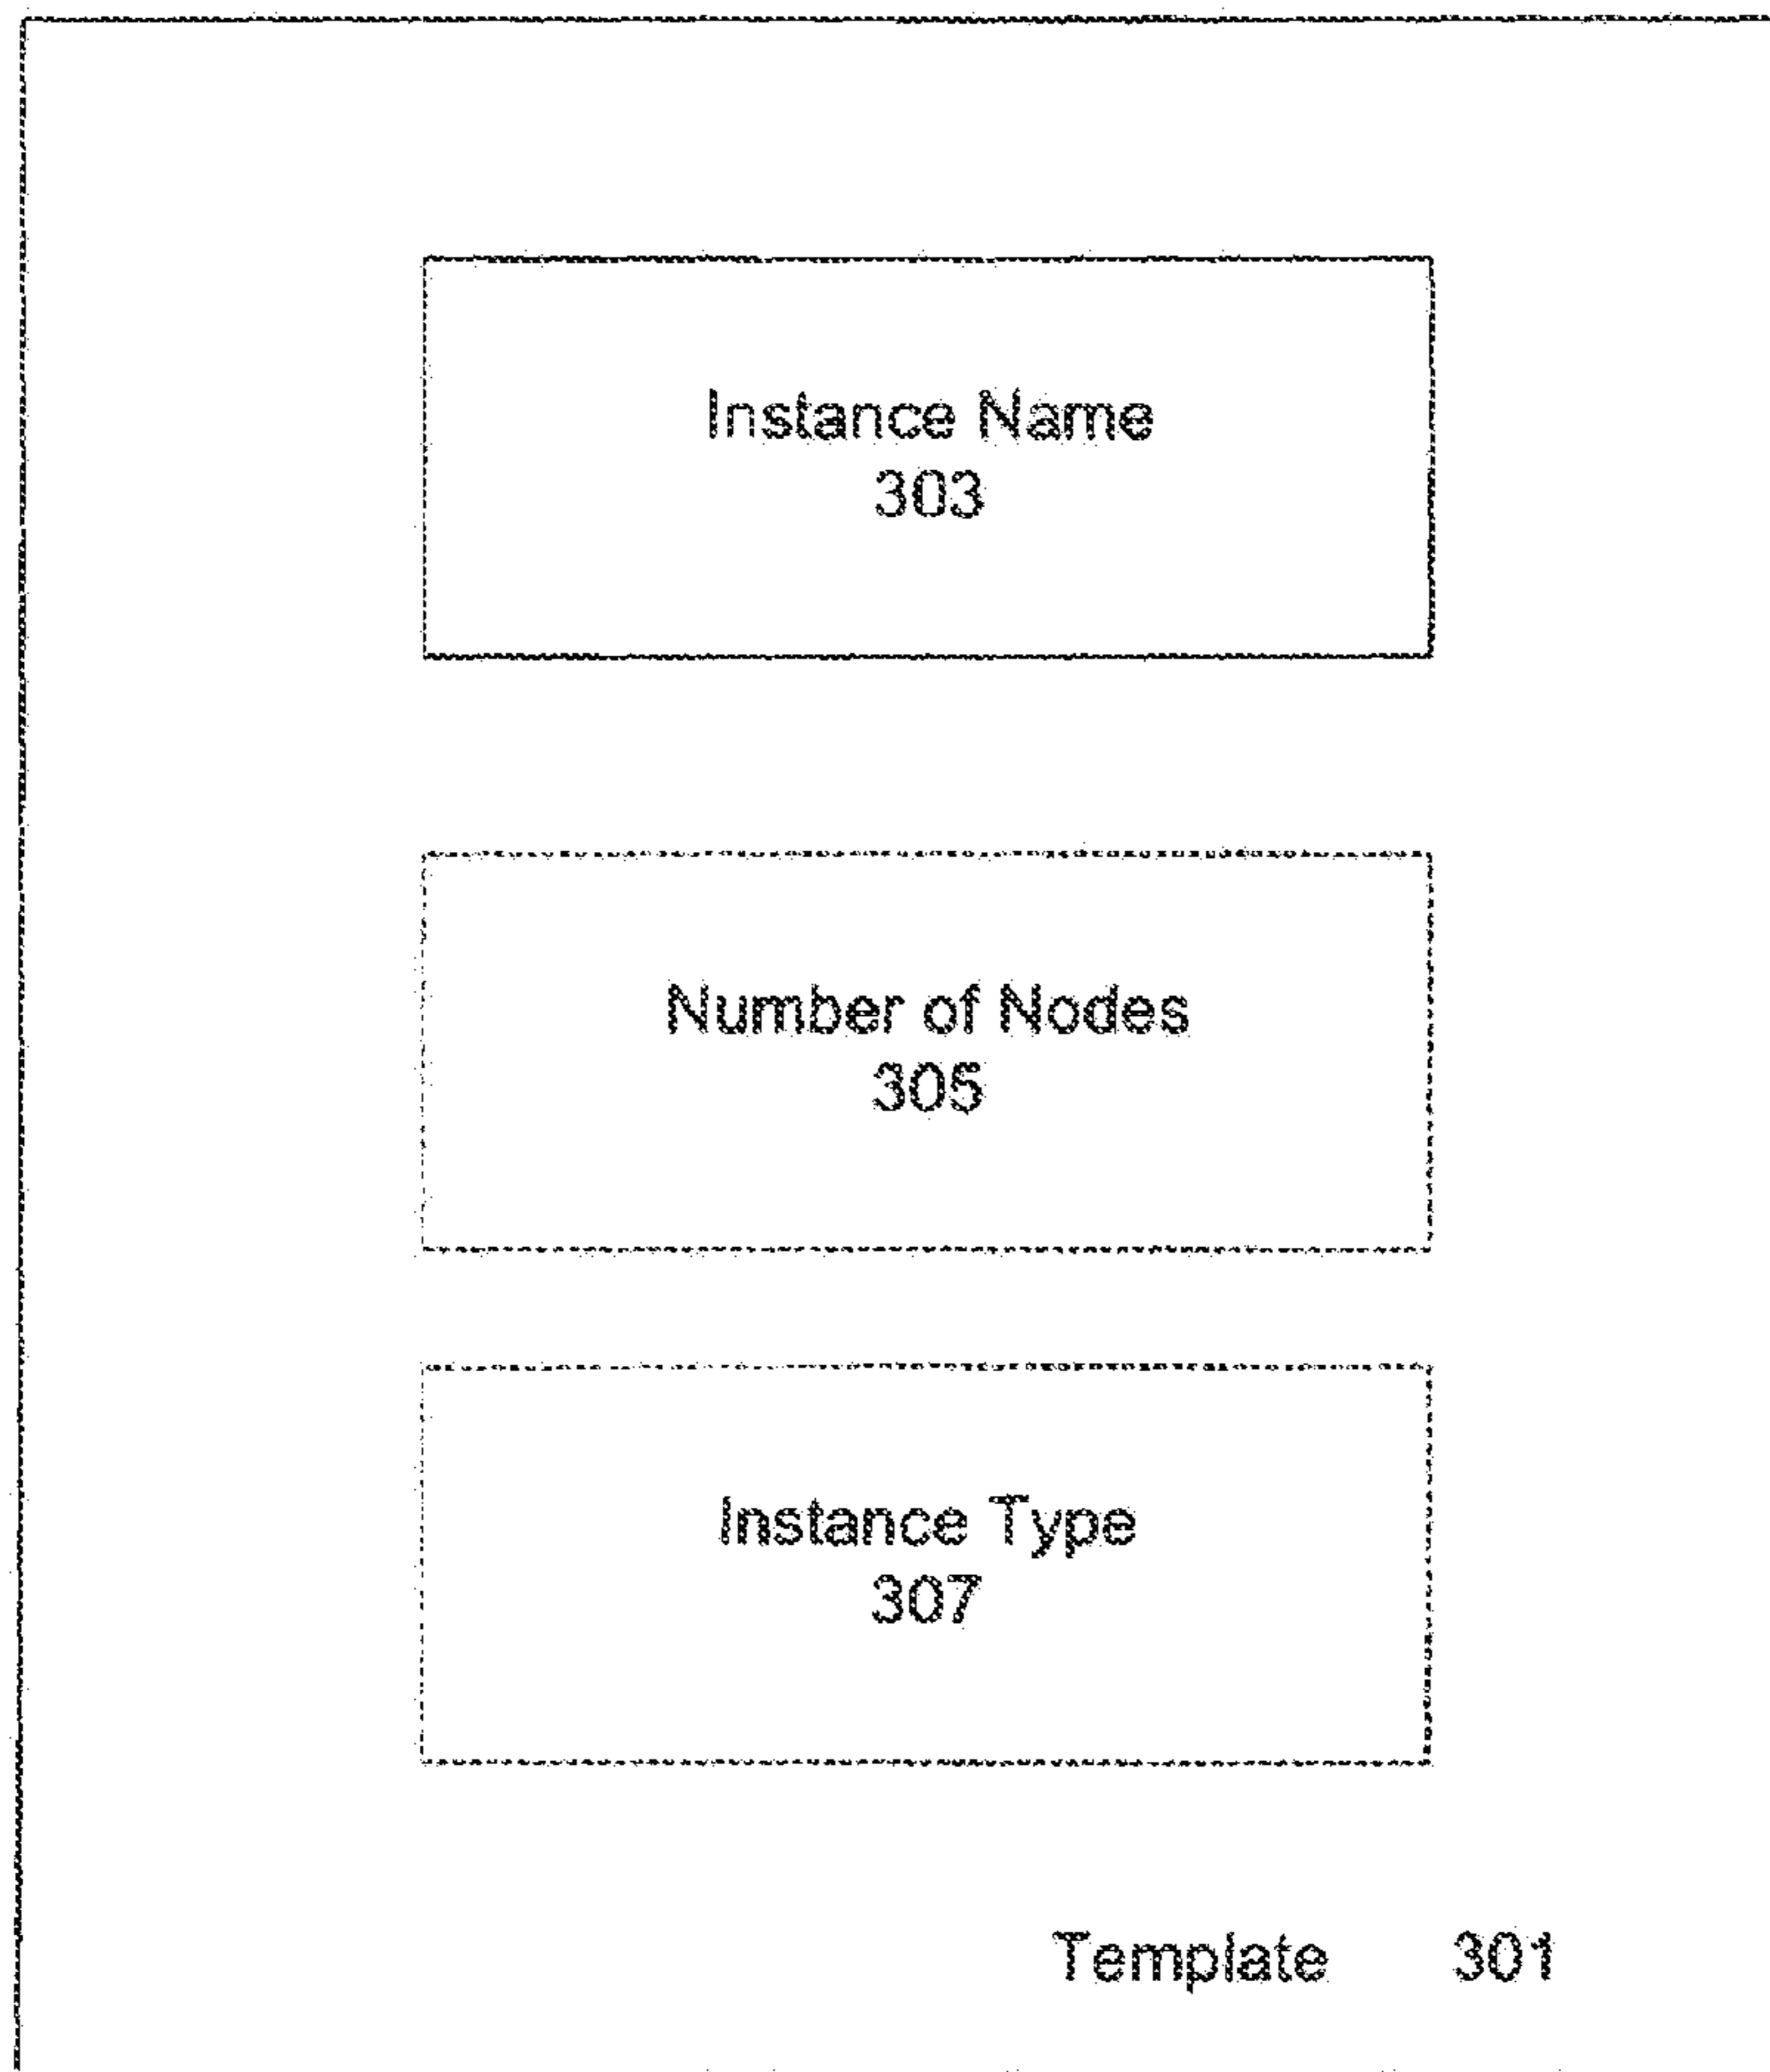 Instance Name
303
Number of Nodes
305
Instance Type
307
Template 301